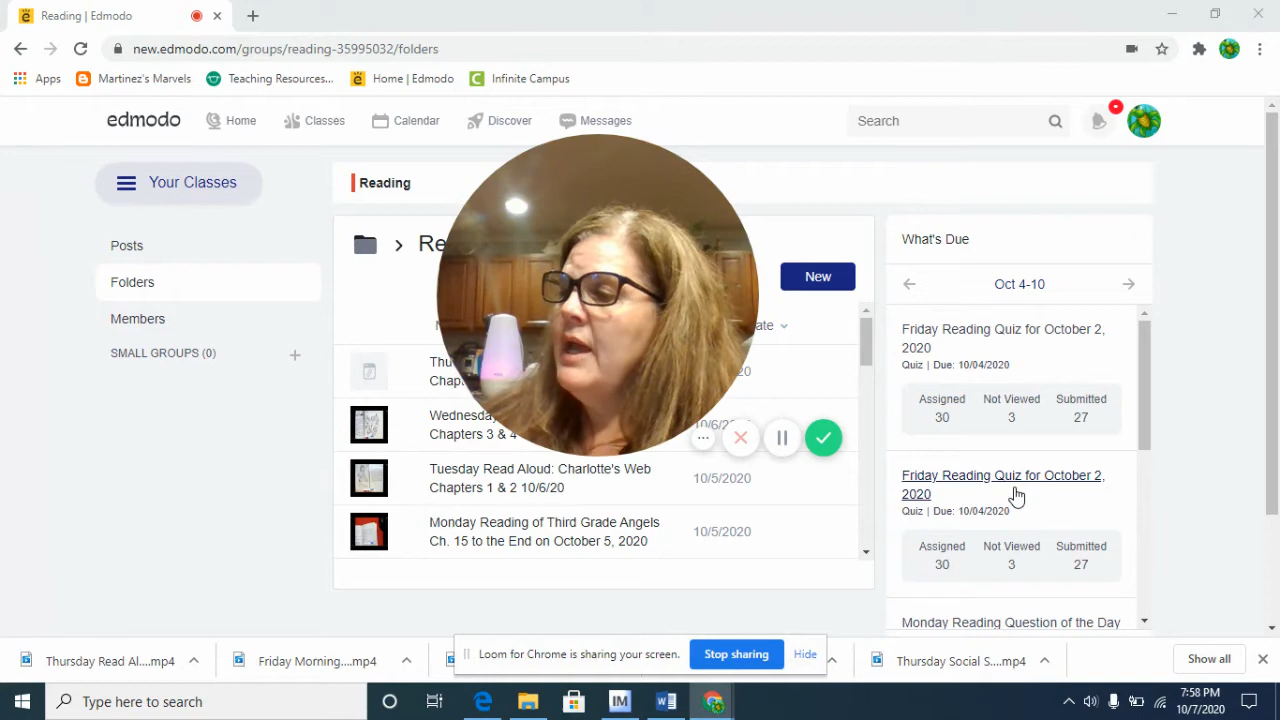 Reading | Edmodo
new.edmodo.com/groups/reading-35995032/folders
Apps
Martinez's Marvels
Teaching Resources...
Home | Edmodo
Infinite Campus
edmodo
Home
Classes
Calendar
Discover
Messages
Search
Your Classes
Reading
Posts
Folders
Members
SMALL GROUPS (0)
Re
New
ate
Thu
Chap
Wednesday
Chapters 3 & 4
10/6/20
Tuesday Read Aloud: Charlotte's Web
Chapters 1 & 2 10/6/20
10/5/2020
Monday Reading of Third Grade Angels
Ch. 15 to the End on October 5, 2020
10/5/2020
What's Due
Oct 4-10
Friday Reading Quiz for October 2,
2020
Quiz | Due: 10/04/2020
Assigned Not Viewed Submitted
30 3 27
Friday Reading Quiz for October 2,
2020
Quiz | Due: 10/04/2020
Assigned Not Viewed Submitted
30 3 27
Monday Reading Question of the Day
Loom for Chrome is sharing your screen.
Stop sharing
Hide
Thursday Read Al....mp4
Friday Morning....mp4
Thursday Social S....mp4
Show all
Type here to search
IM
7:58 PM
10/7/2020